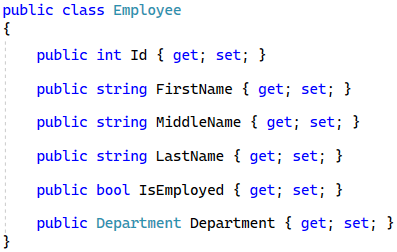 public class Employee
{
public int Id { get; set; }
public string FirstName { get; set; }
public string MiddleName { get; set; }
public string LastName { get; set; }
public bool IsEmployed { get; set; }
public Department Department { get; set; }
}